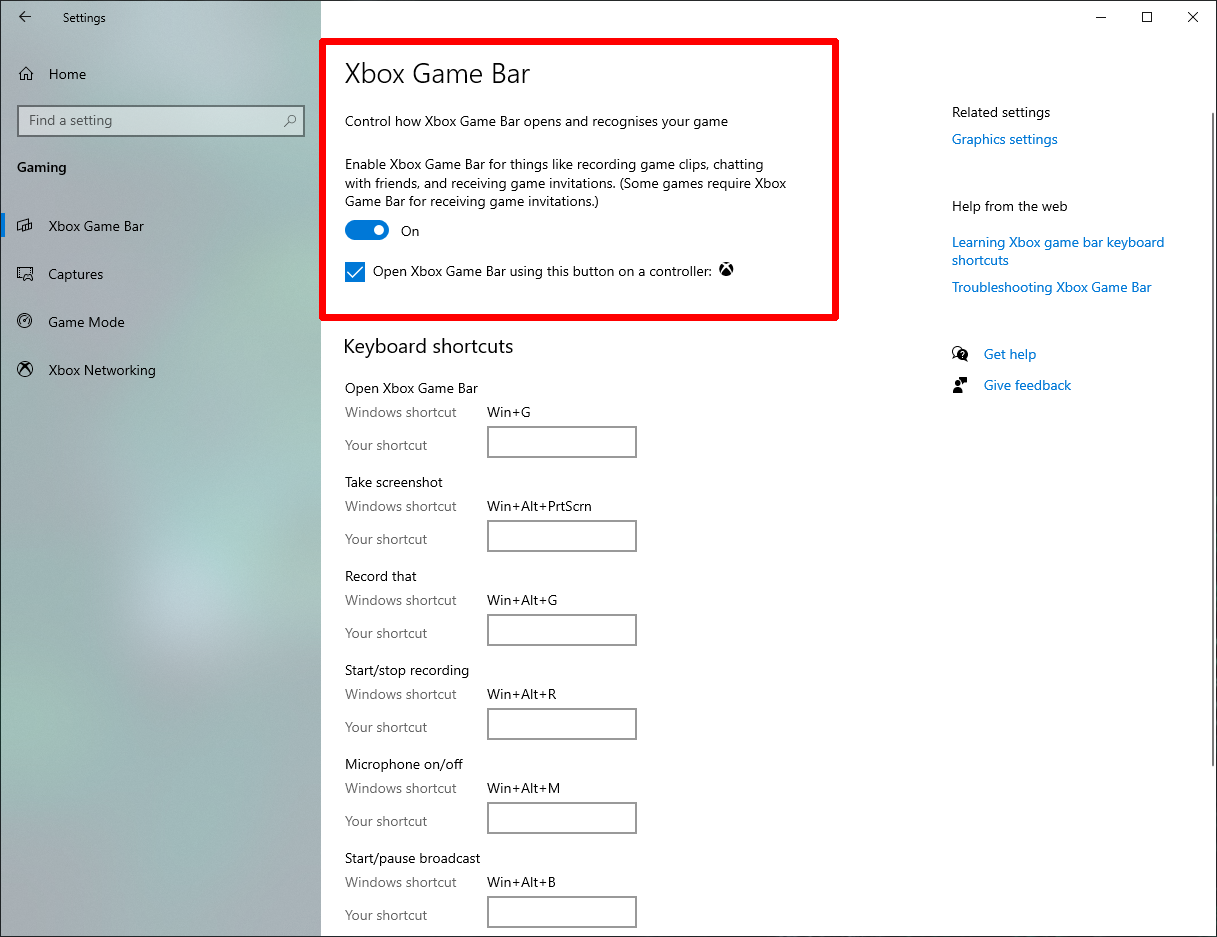 Settings
Home
Find a setting
Gaming
Xbox Game Bar
Captures
Game Mode
Xbox Networking
Xbox Game Bar
Control how Xbox Game Bar opens and recognises your game
Enable Xbox Game Bar for things like recording game clips, chatting
with friends, and receiving game invitations. (Some games require Xbox
Game Bar for receiving game invitations.)
On
Open Xbox Game Bar using this button on a controller:
Keyboard shortcuts
Open Xbox Game Bar
Windows shortcut Win+G
Your shortcut
Take screenshot
Windows shortcut Win+Alt+PrtScrn
Your shortcut
Record that
Windows shortcut Win+Alt+G
Your shortcut
Start/stop recording
Windows shortcut Win+Alt+R
Your shortcut
Microphone on/off
Windows shortcut Win+Alt+M
Your shortcut
Start/pause broadcast
Windows shortcut Win+Alt+B
Your shortcut
Related settings
Graphics settings
Help from the web
Learning Xbox game bar keyboard
shortcuts
Troubleshooting Xbox Game Bar
Get help
Give feedback